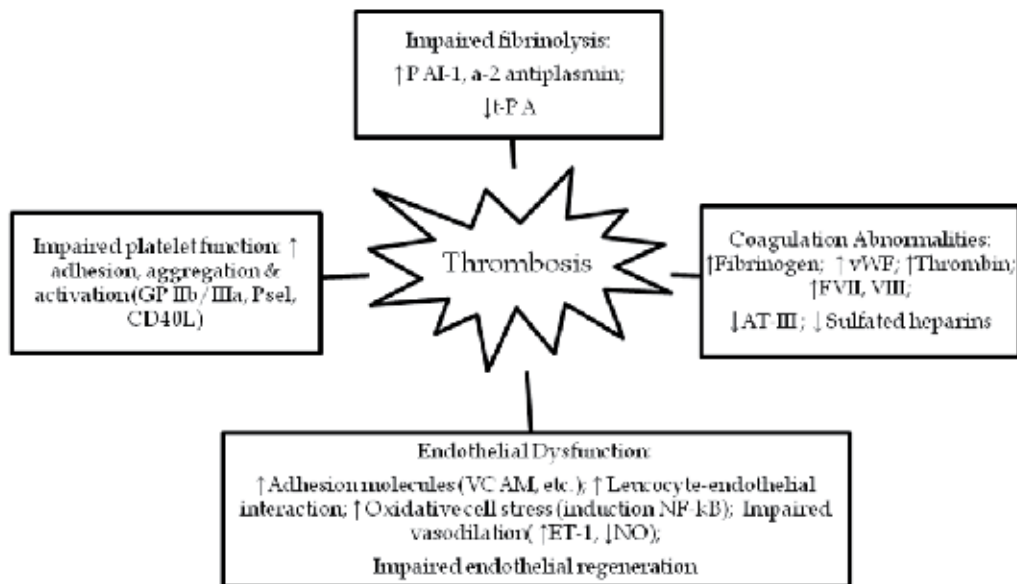 Impaired fibrinolysis:
↑PAI-1, a-2 antiplasmin;
↓t-PA
Impaired platelet function: ↑
adhesion, aggregation &
activation(GP IIb/IIIa, Psel,
CD40L)
Thrombosis
Coagulation Abnormalities:
↑Fibrinogen; ↑vWF; ↑Thrombin;
↑FVII, VIII;
↓AT-III; ↓Sulfated heparins
Endothelial Dysfunction:
↑Adhesion molecules (VCAM, etc.); ↑ Leucocyte-endothelial
interaction; ↑Oxidative cell stress (induction NF-kB); Impaired
vasodilation( ↑ET-1, ↓NO);
Impaired endothelial regeneration